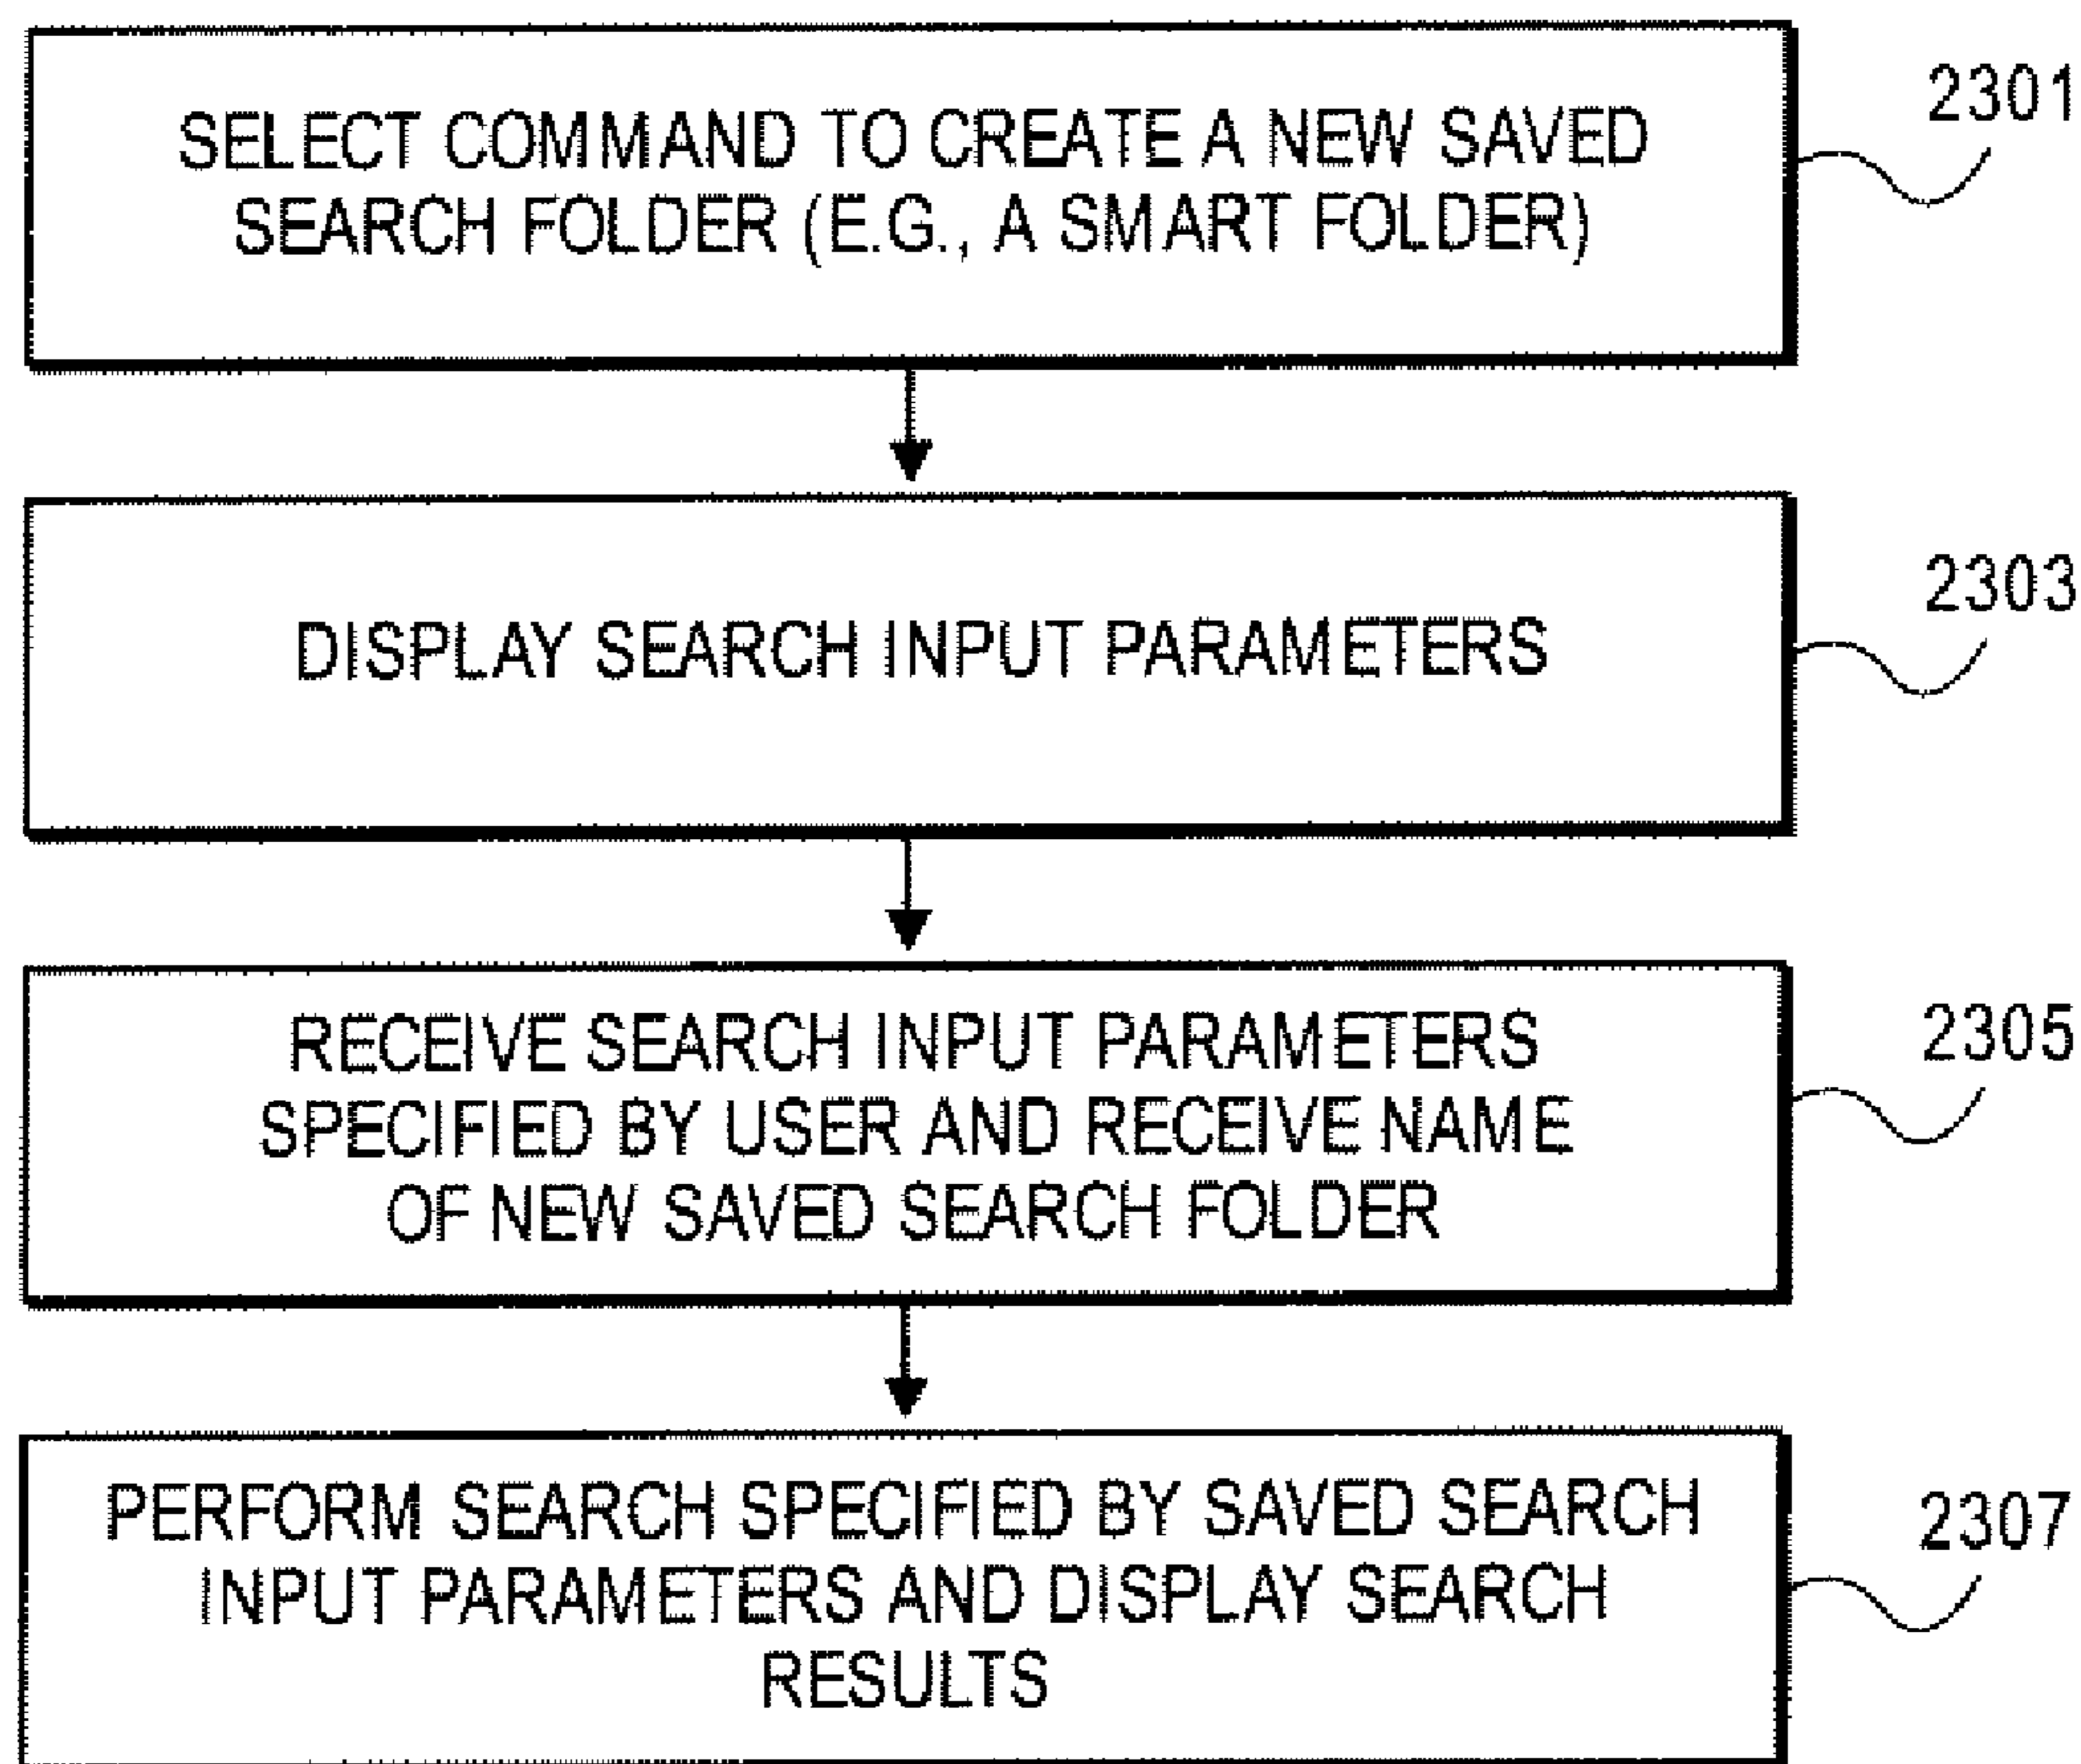 2301
SELECT COMMAND TO CREATE A NEW SAVED
SEARCH FOLDER (E.G., A SMART FOLDER)
2303
DISPLAY SEARCH INPUT PARAMETERS
2305
RECEIVE SEARCH INPUT PARAMETERS
SPECIFIED BY USER AND RECEIVE NAME
OF NEW SAVED SEARCH FOLDER
2307
PERFORM SEARCH SPECIFIED BY SAVED SEARCH
INPUT PARAMETERS AND DISPLAY SEARCH
RESULTS